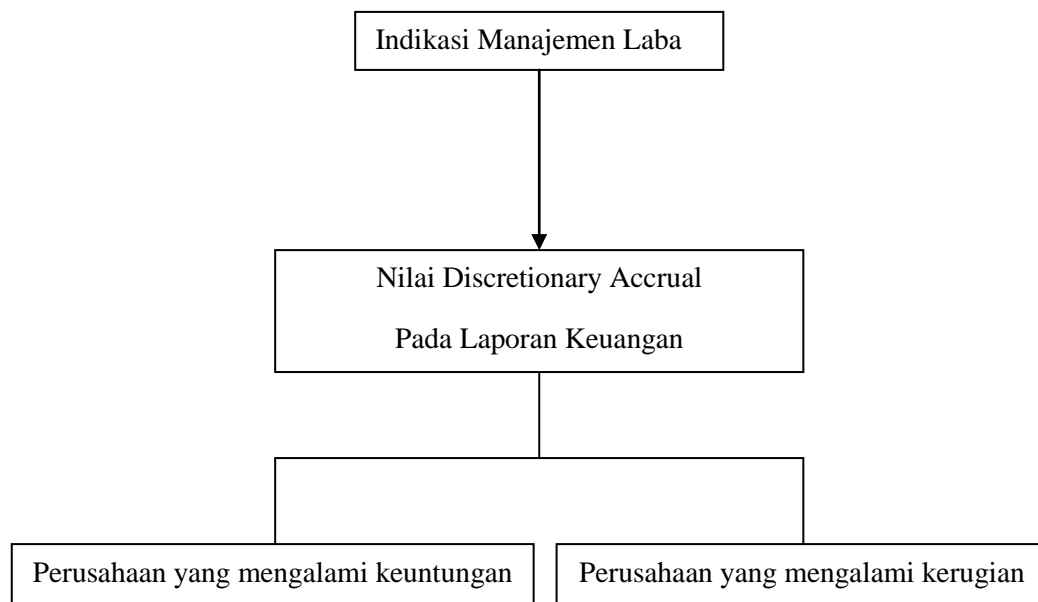 Indikasi Manajemen Laba
Nilai Discretionary Accrual
Pada Laporan Keuangan
Perusahaan yang mengalami keuntungan
Perusahaan yang mengalami kerugian